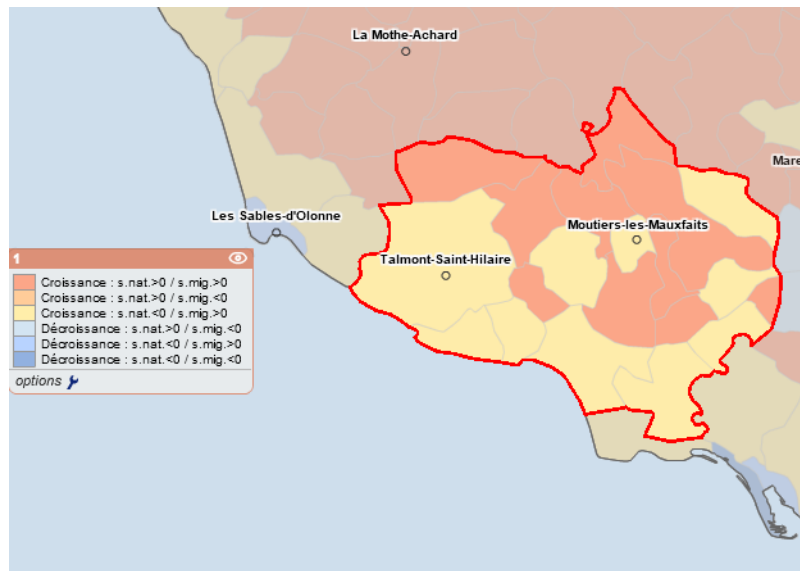 La Mothe-Achard
Mare
Les Sables-d'Olonne
Moutiers-les-Mauxfaits
Talmont-Saint-Hilaire
1
Croissance : s.nat.>0 / s.mig.>0
Croissance : s.nat.>0 / s.mig.<0
Croissance : s.nat.<0 / s.mig.>0
Décroissance : s.nat.>0 / s.mig.<0
Décroissance : s.nat.<0 / s.mig.>0
Décroissance : s.nat.<0 / s.mig.<0
options